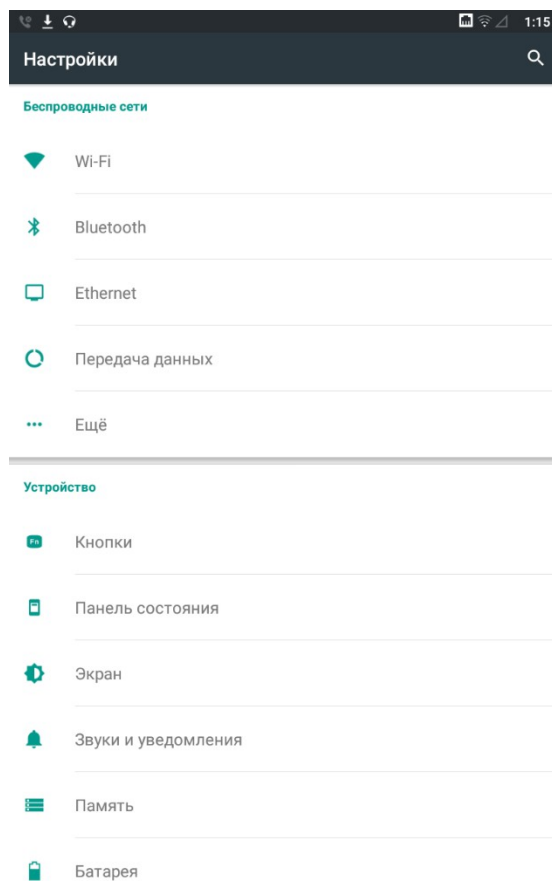 1:15
Настройки
Беспроводные сети
Wi-Fi
Bluetooth
Ethernet
Передача данных
Ещё
Устройство
Fn
Кнопки
Панель состояния
Экран
Звуки и уведомления
Память
Батарея